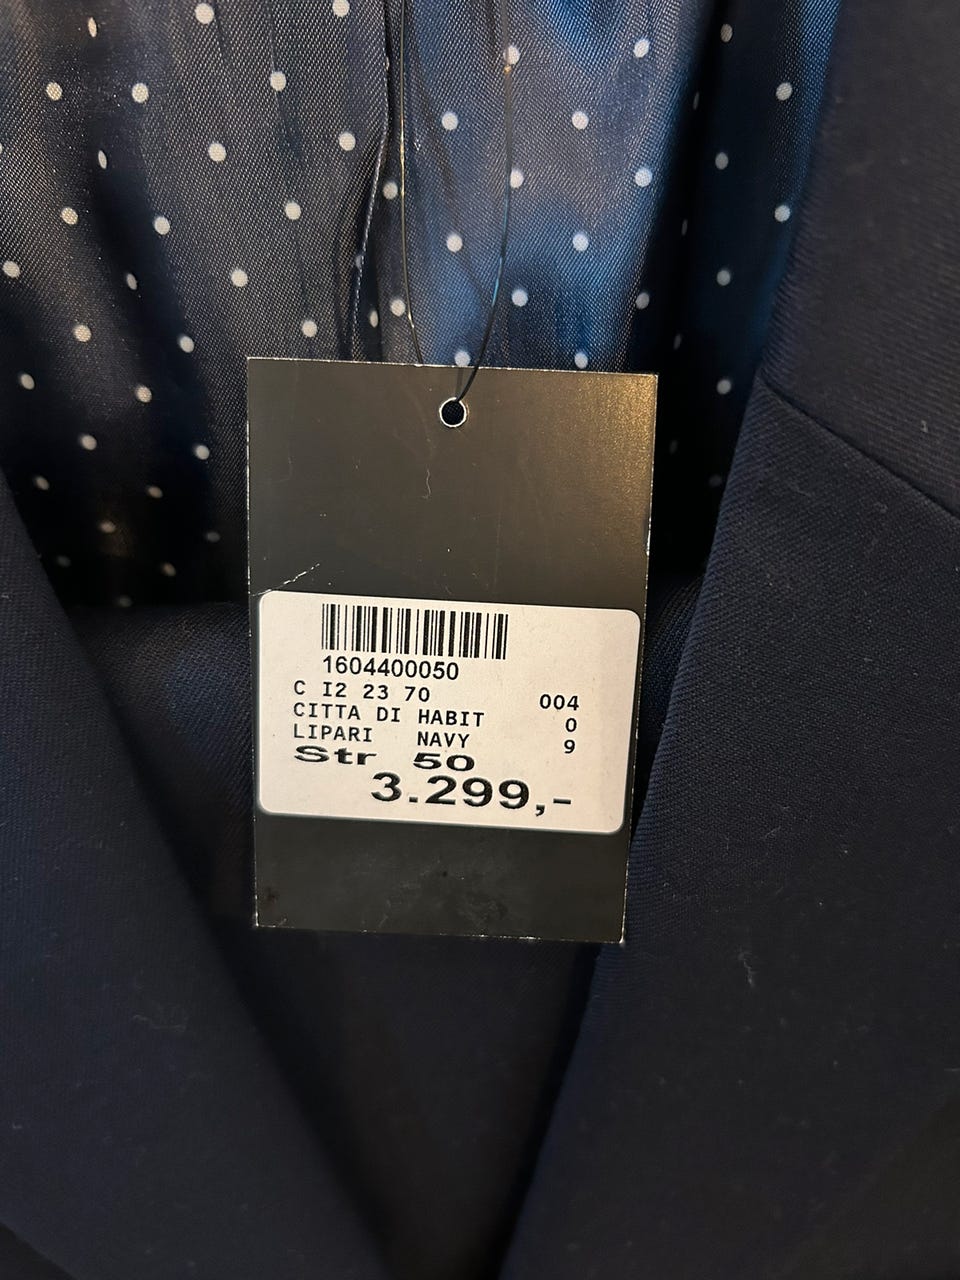 1604400050
C I2 23 70 004
CITTA DI HABIT 0
LIPARI NAVY 9
Str 50
3.299,-